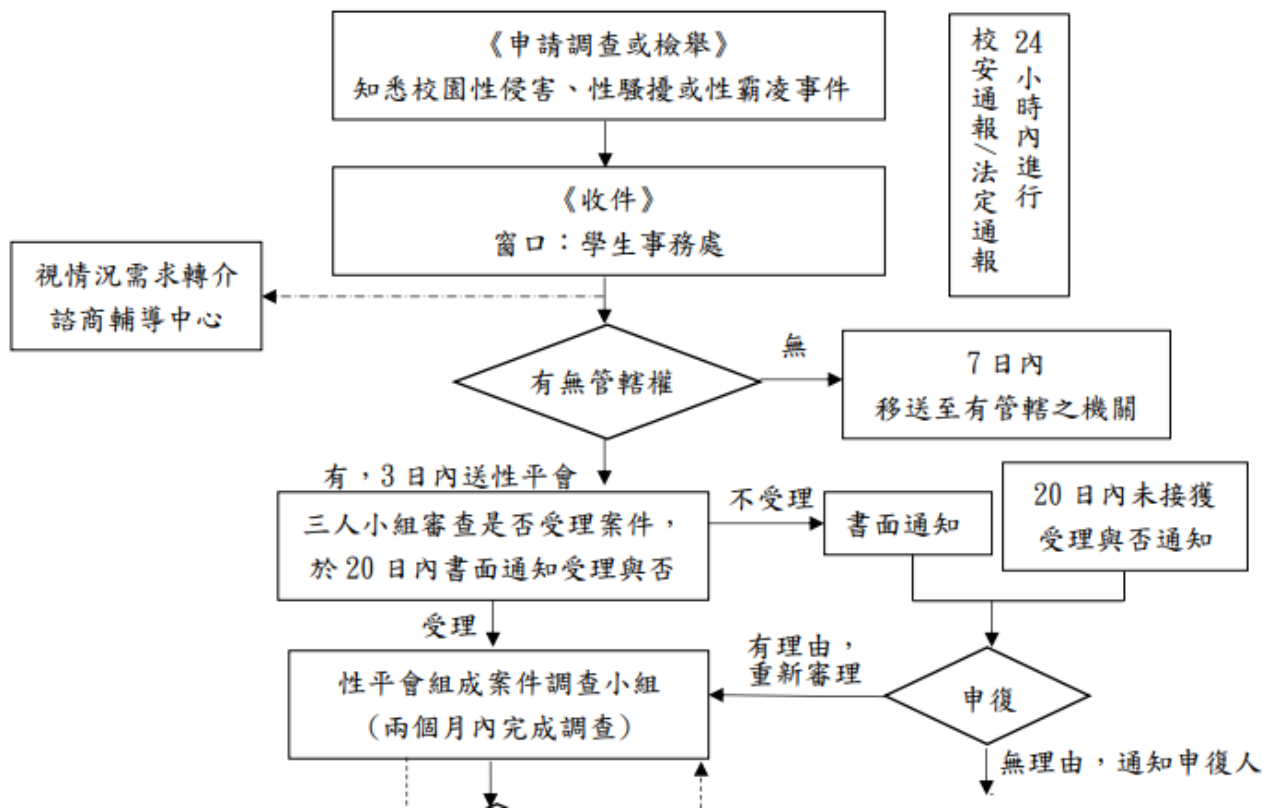 《申請調查或檢舉》
知悉校園性侵害、性騷擾或性霸凌事件
24小時內進行
校安通報/法定通報
《收件》
窗口：學生事務處
視情況需求轉介
諮商輔導中心
有無管轄權
無
7日內
移送至有管轄之機關
有，3日內送性平會
三人小組審查是否受理案件，
於20日內書面通知受理與否
不受理
書面通知
20日內未接獲
受理與否通知
受理
性平會組成案件調查小組
（兩個月內完成調查）
有理由，
重新審理
申復
無理由，通知申復人